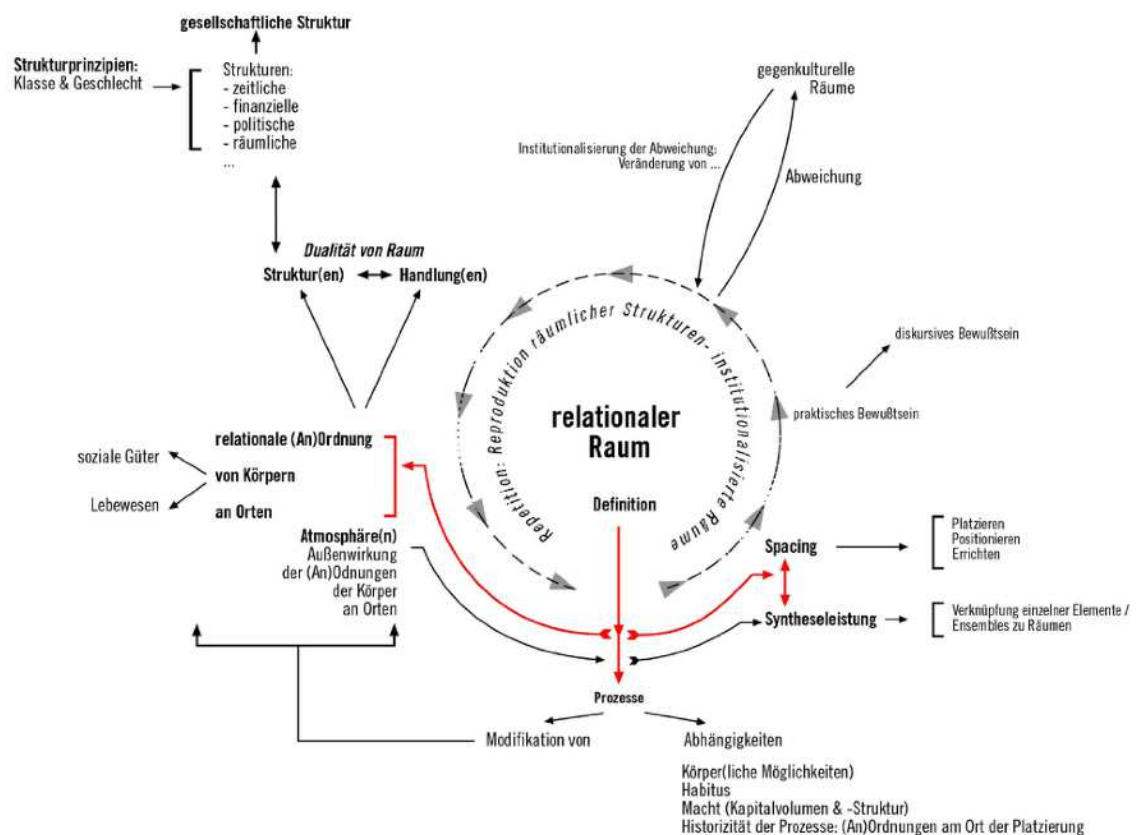 gesellschaftliche Struktur
Strukturprinzipien:
Klasse & Geschlecht
Strukturen:
- zeitliche
- finanzielle
- politische
- räumliche
...
gegenkulturelle
Räume
Institutionalisierung der Abweichung:
Veränderung von ...
Abweichung
Dualität von Raum
Struktur(en)
Handlung(en)
Repetition: Reproduktion räumlicher Strukturen- institutionalisierte Räume
diskursives Bewußtsein
praktisches Bewußtsein
relationaler
Raum
Definition
relationale (An)Ordnung
von Körpern
an Orten
soziale Güter
Lebewesen
Atmosphäre(n)
Außenwirkung
der (An)Odnungen
der Körper
an Orten
Spacing
Platzieren
Positionieren
Errichten
Syntheseleistung
Verknüpfung einzelner Elemente /
Ensembles zu Räumen
Prozesse
Modifikation von
Abhängigkeiten
Körper(liche Möglichkeiten)
Habitus
Macht (Kapitalvolumen & -Struktur)
Historizität der Prozesse: (An)Ordnungen am Ort der Platzierung